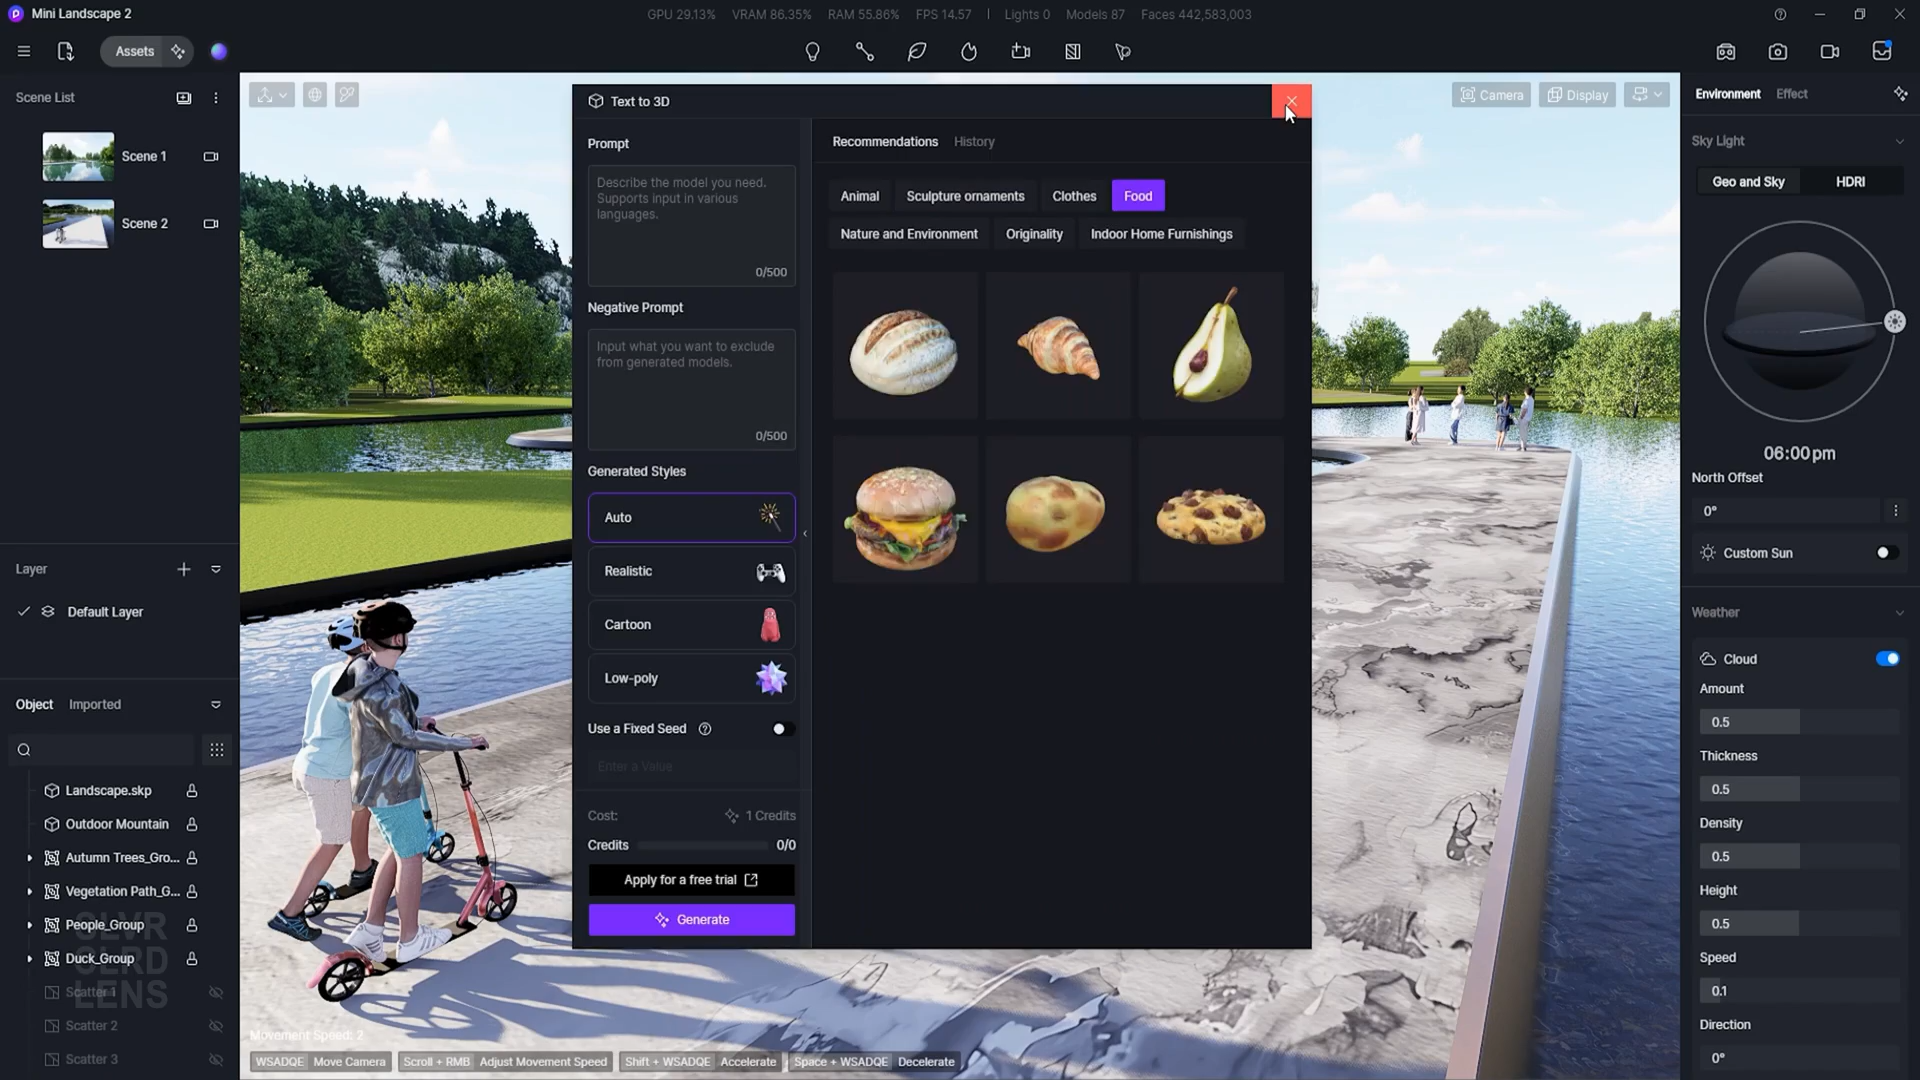 Mini Landscape 2
GPU 29.13% VRAM 86.35% RAM 55.86% FPS 14.57 | Lights 0 Models 87 Faces 442,583,003
Assets
Scene List
Scene 1
Scene 2
Layer
Default Layer
Object Imported
Landscape.skp
Outdoor Mountain
Autumn Trees_Gro...
Vegetation Path_G...
People_Group
Duck_Group
Scatter 1
Scatter 2
Scatter 3
SLVR
SERD
LENS
Camera
Display
Text to 3D
Prompt
Describe the model you need.
Supports input in various
languages.
0/500
Negative Prompt
Input what you want to exclude
from generated models.
0/500
Generated Styles
Auto
Realistic
Cartoon
Low-poly
Use a Fixed Seed
Enter a Value
Cost: 1 Credits
Credits 0/0
Apply for a free trial
Generate
Recommendations History
Animal Sculpture ornaments Clothes Food
Nature and Environment Originality Indoor Home Furnishings
Movement Speed: 2
WSADQE Move Camera Scroll + RMB Adjust Movement Speed Shift + WSADQE Accelerate Space + WSADQE Decelerate
Environment Effect
Sky Light
Geo and Sky HDRI
06:00pm
North Offset
0°
Custom Sun
Weather
Cloud
Amount
0.5
Thickness
0.5
Density
0.5
Height
0.5
Speed
0.1
Direction
0°